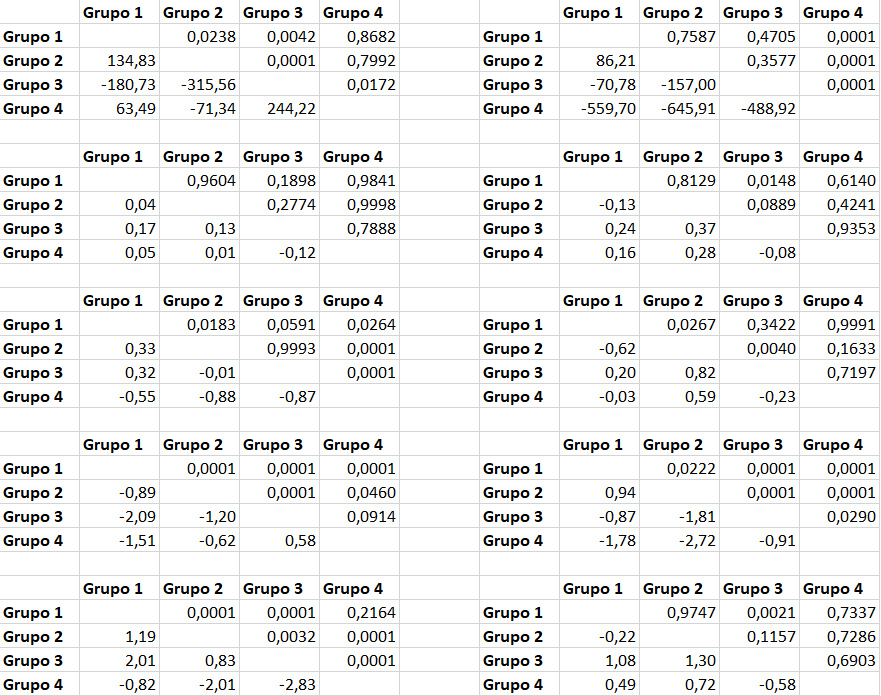 Grupo 1 Grupo 2 Grupo 3 Grupo 4 Grupo 1 Grupo 2 Grupo 3 Grupo 4
Grupo 1 0,0238 0,0042 0,8682 Grupo 1 0,7587 0,4705 0,0001
Grupo 2 134,83 0,0001 0,7992 Grupo 2 86,21 0,3577 0,0001
Grupo 3 -180,73 -315,56 0,0172 Grupo 3 -70,78 -157,00 0,0001
Grupo 4 63,49 -71,34 244,22 Grupo 4 -559,70 -645,91 -488,92
Grupo 1 Grupo 2 Grupo 3 Grupo 4 Grupo 1 Grupo 2 Grupo 3 Grupo 4
Grupo 1 0,9604 0,1898 0,9841 Grupo 1 0,8129 0,0148 0,6140
Grupo 2 0,04 0,2774 0,9998 Grupo 2 -0,13 0,0889 0,4241
Grupo 3 0,17 0,13 0,7888 Grupo 3 0,24 0,37 0,9353
Grupo 4 0,05 0,01 -0,12 Grupo 4 0,16 0,28 -0,08
Grupo 1 Grupo 2 Grupo 3 Grupo 4 Grupo 1 Grupo 2 Grupo 3 Grupo 4
Grupo 1 0,0183 0,0591 0,0264 Grupo 1 0,0267 0,3422 0,9991
Grupo 2 0,33 0,9993 0,0001 Grupo 2 -0,62 0,0040 0,1633
Grupo 3 0,32 -0,01 0,0001 Grupo 3 0,20 0,82 0,7197
Grupo 4 -0,55 -0,88 -0,87 Grupo 4 -0,03 0,59 -0,23
Grupo 1 Grupo 2 Grupo 3 Grupo 4 Grupo 1 Grupo 2 Grupo 3 Grupo 4
Grupo 1 0,0001 0,0001 0,0001 Grupo 1 0,0222 0,0001 0,0001
Grupo 2 -0,89 0,0001 0,0460 Grupo 2 0,94 0,0001 0,0001
Grupo 3 -2,09 -1,20 0,0914 Grupo 3 -0,87 -1,81 0,0290
Grupo 4 -1,51 -0,62 0,58 Grupo 4 -1,78 -2,72 -0,91
Grupo 1 Grupo 2 Grupo 3 Grupo 4 Grupo 1 Grupo 2 Grupo 3 Grupo 4
Grupo 1 0,0001 0,0001 0,2164 Grupo 1 0,9747 0,0021 0,7337
Grupo 2 1,19 0,0032 0,0001 Grupo 2 -0,22 0,1157 0,7286
Grupo 3 2,01 0,83 0,0001 Grupo 3 1,08 1,30 0,6903
Grupo 4 -0,82 -2,01 -2,83 Grupo 4 0,49 0,72 -0,58